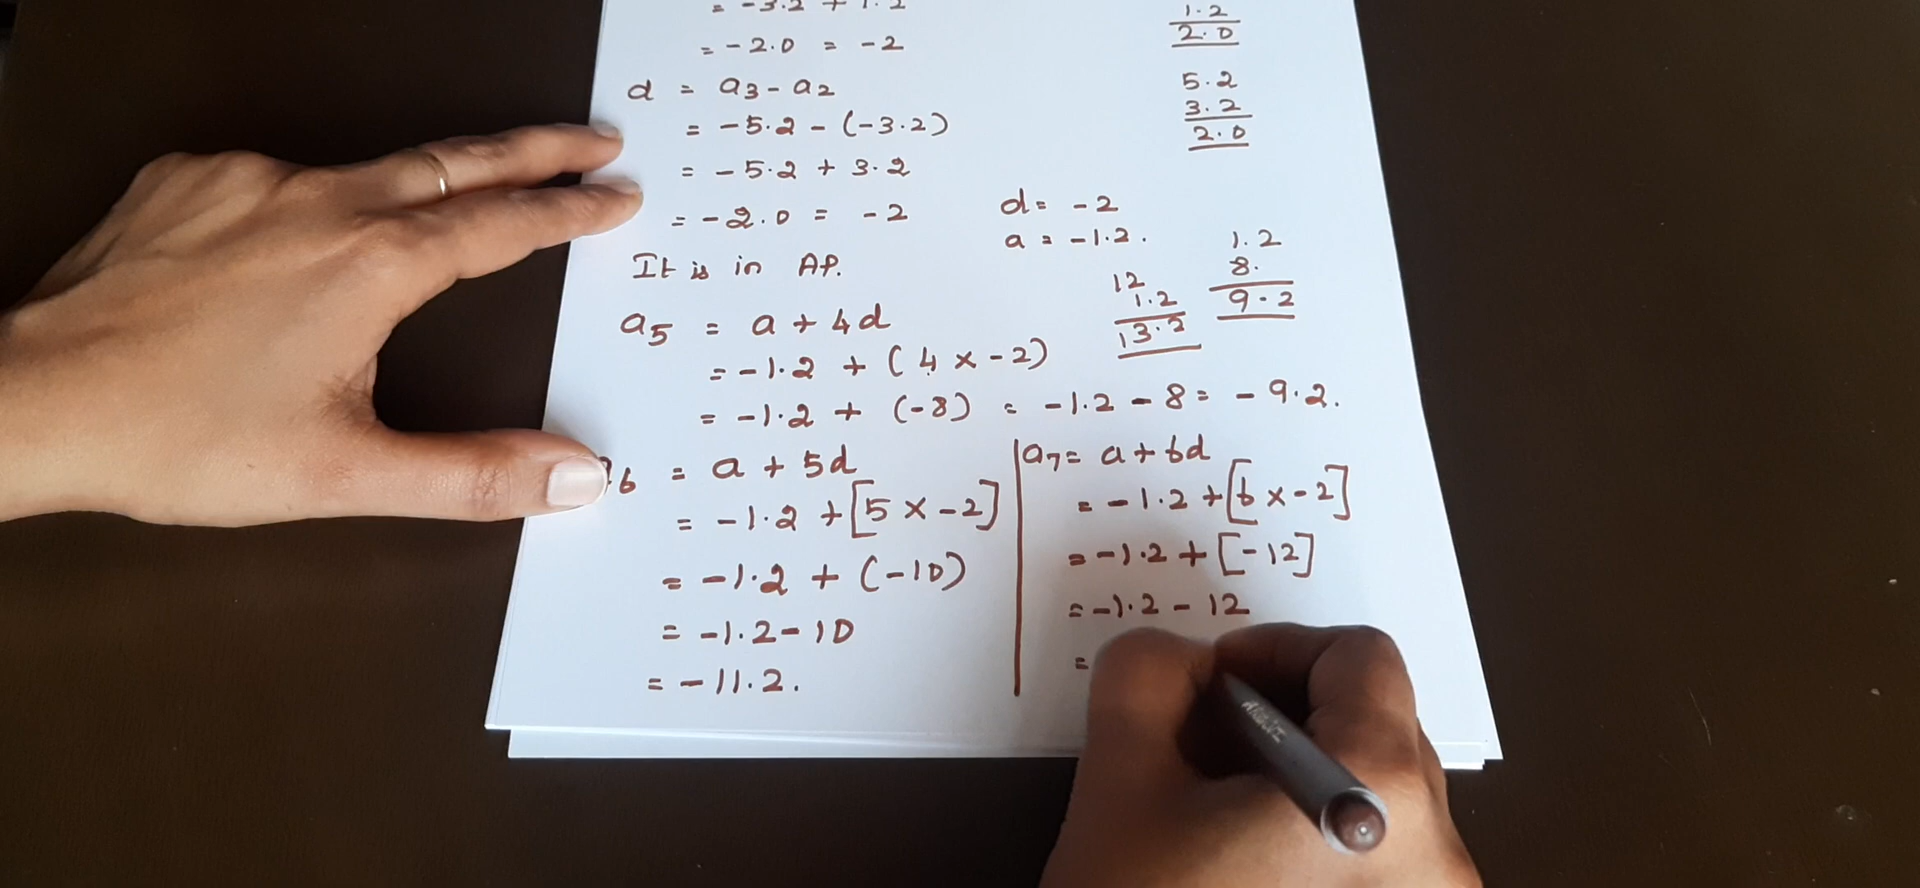 = -3.2 + 1.2
= -2.0 = -2
d = a3 - a2
= -5.2 - (-3.2)
= -5.2 + 3.2
= -2.0 = -2
It is in AP.
1.2
2.0
5.2
3.2
2.0
d = -2
a = -1.2.
12
1.2
13.2
1.2
8.
9.2
a5 = a + 4d
= -1.2 + (4 x -2)
= -1.2 + (-8) = -1.2 - 8 = -9.2.
6 = a + 5d
= -1.2 + [5 x -2]
= -1.2 + (-10)
= -1.2 - 10
= -11.2.
a7 = a + 6d
= -1.2 + [6 x -2]
= -1.2 + [-12]
= -1.2 - 12
=